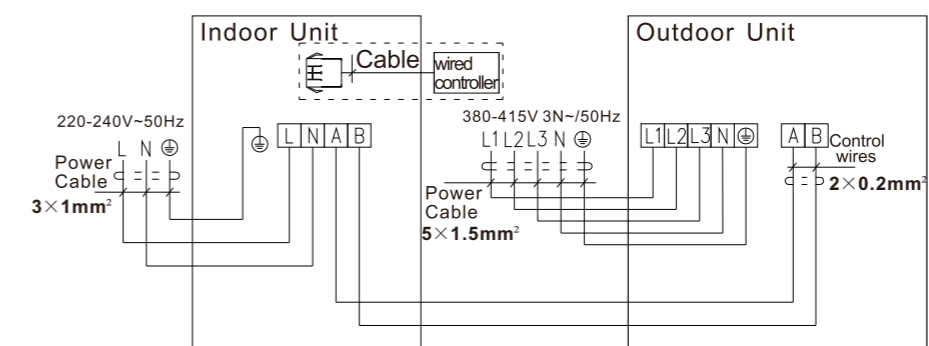 Indoor Unit
Outdoor Unit
Cable
wired
controller
220-240V~50Hz
L N
Power
Cable
3×1mm²
L N A B
380-415V 3N~/50Hz
L1 L2 L3 N
Power
Cable
5×1.5mm²
L1 L2 L3 N
A B
Control
wires
2×0.2mm²